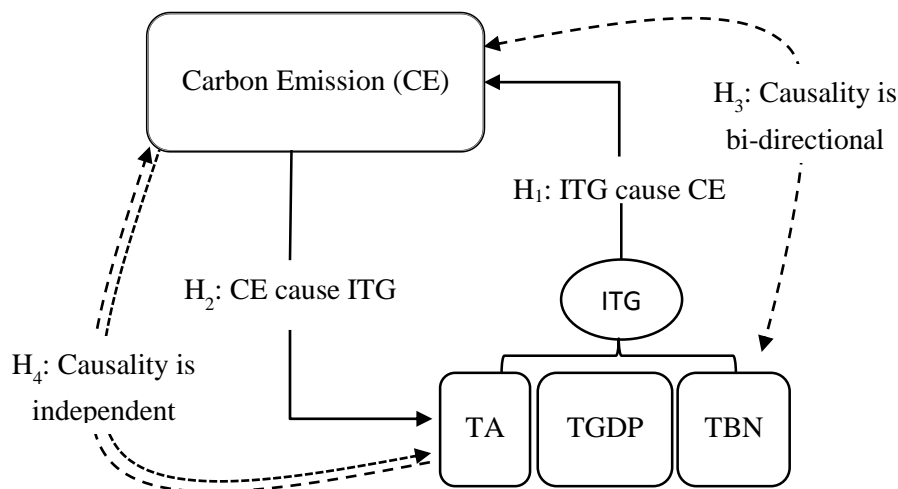 Carbon Emission (CE)
H₃: Causality is
bi-directional
H₁: ITG cause CE
H₂: CE cause ITG
ITG
H₄: Causality is
independent
TA
TGDP
TBN